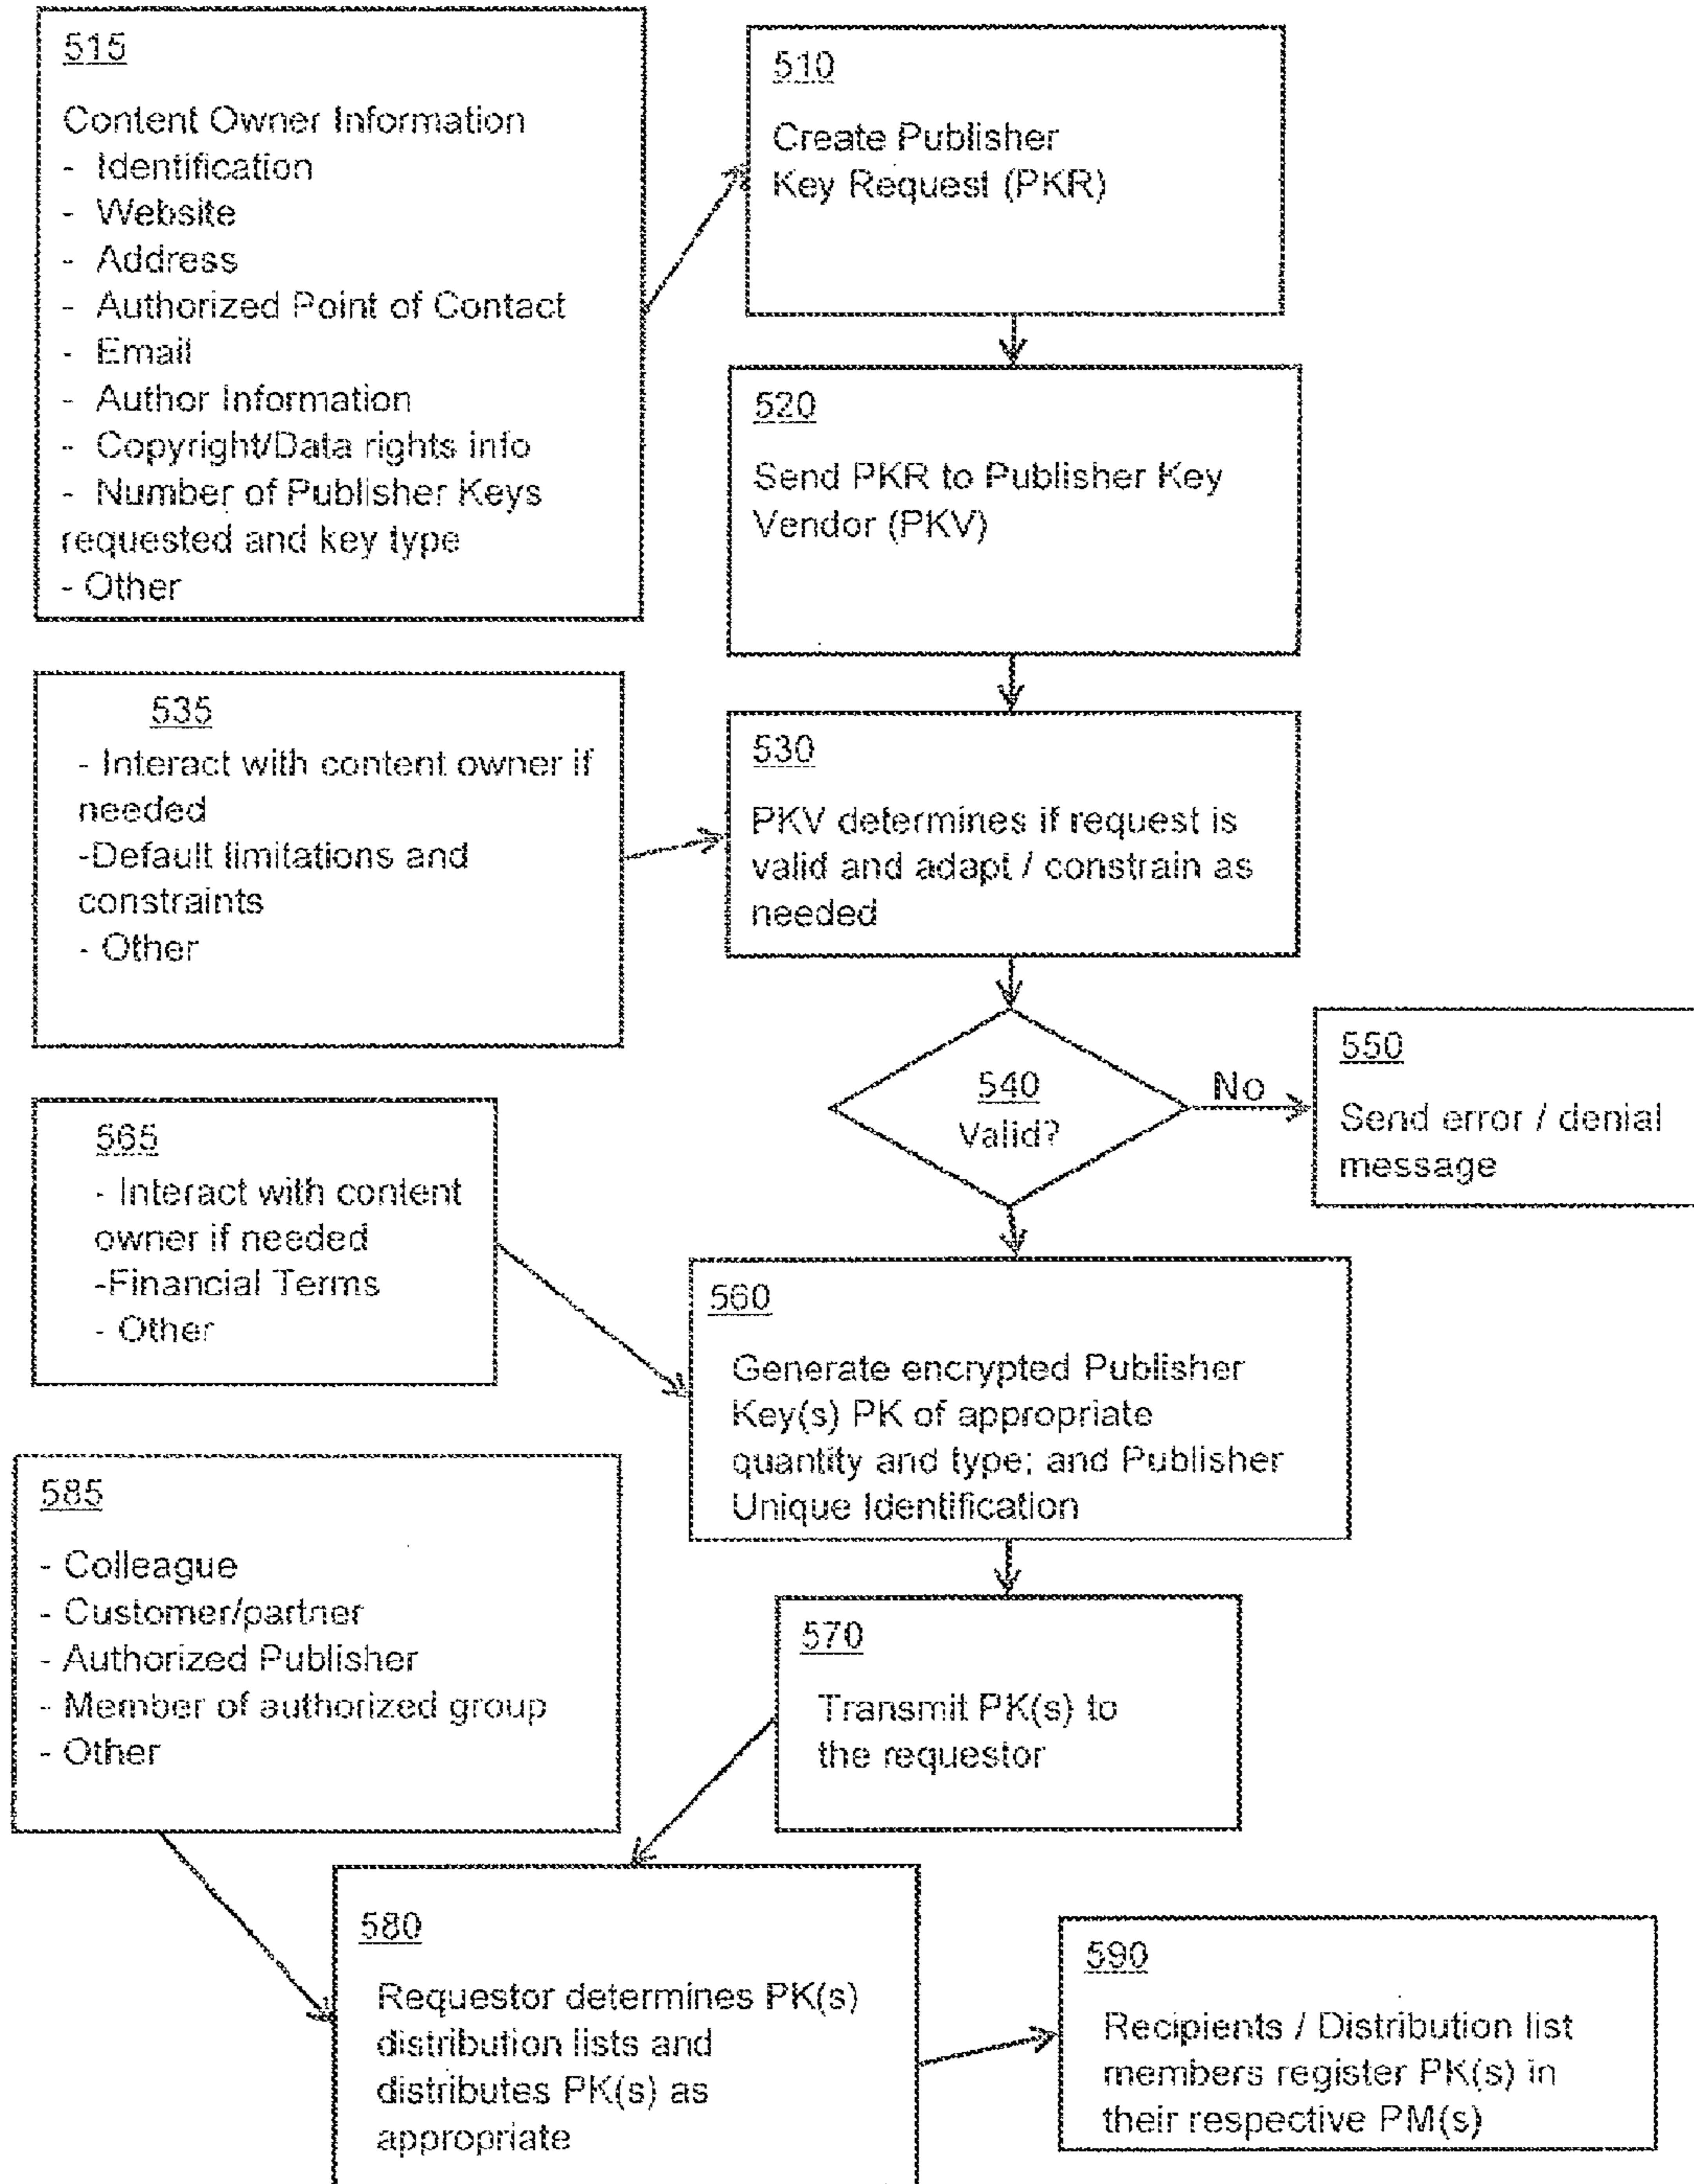 515
Content Owner Information
- Identification
- Website
- Address
- Authorized Point of Contact
- Email
- Author Information
- Copyright/Data rights info
- Number of Publisher Keys
requested and key type
- Other
510
Create Publisher
Key Request (PKR)
520
Send PKR to Publisher Key
Vendor (PKV)
535
- Interact with content owner if
needed
-Default limitations and
constraints
- Other
530
PKV determines if request is
valid and adapt / constrain as
needed
540
Valid?
No
550
Send error / denial
message
565
- Interact with content
owner if needed
-Financial Terms
- Other
560
Generate encrypted Publisher
Key(s) PK of appropriate
quantity and type; and Publisher
Unique Identification
585
- Colleague
- Customer/partner
- Authorized Publisher
- Member of authorized group
- Other
570
Transmit PK(s) to
the requestor
580
Requestor determines PK(s)
distribution lists and
distributes PK(s) as
appropriate
590
Recipients / Distribution list
members register PK(s) in
their respective PM(s)